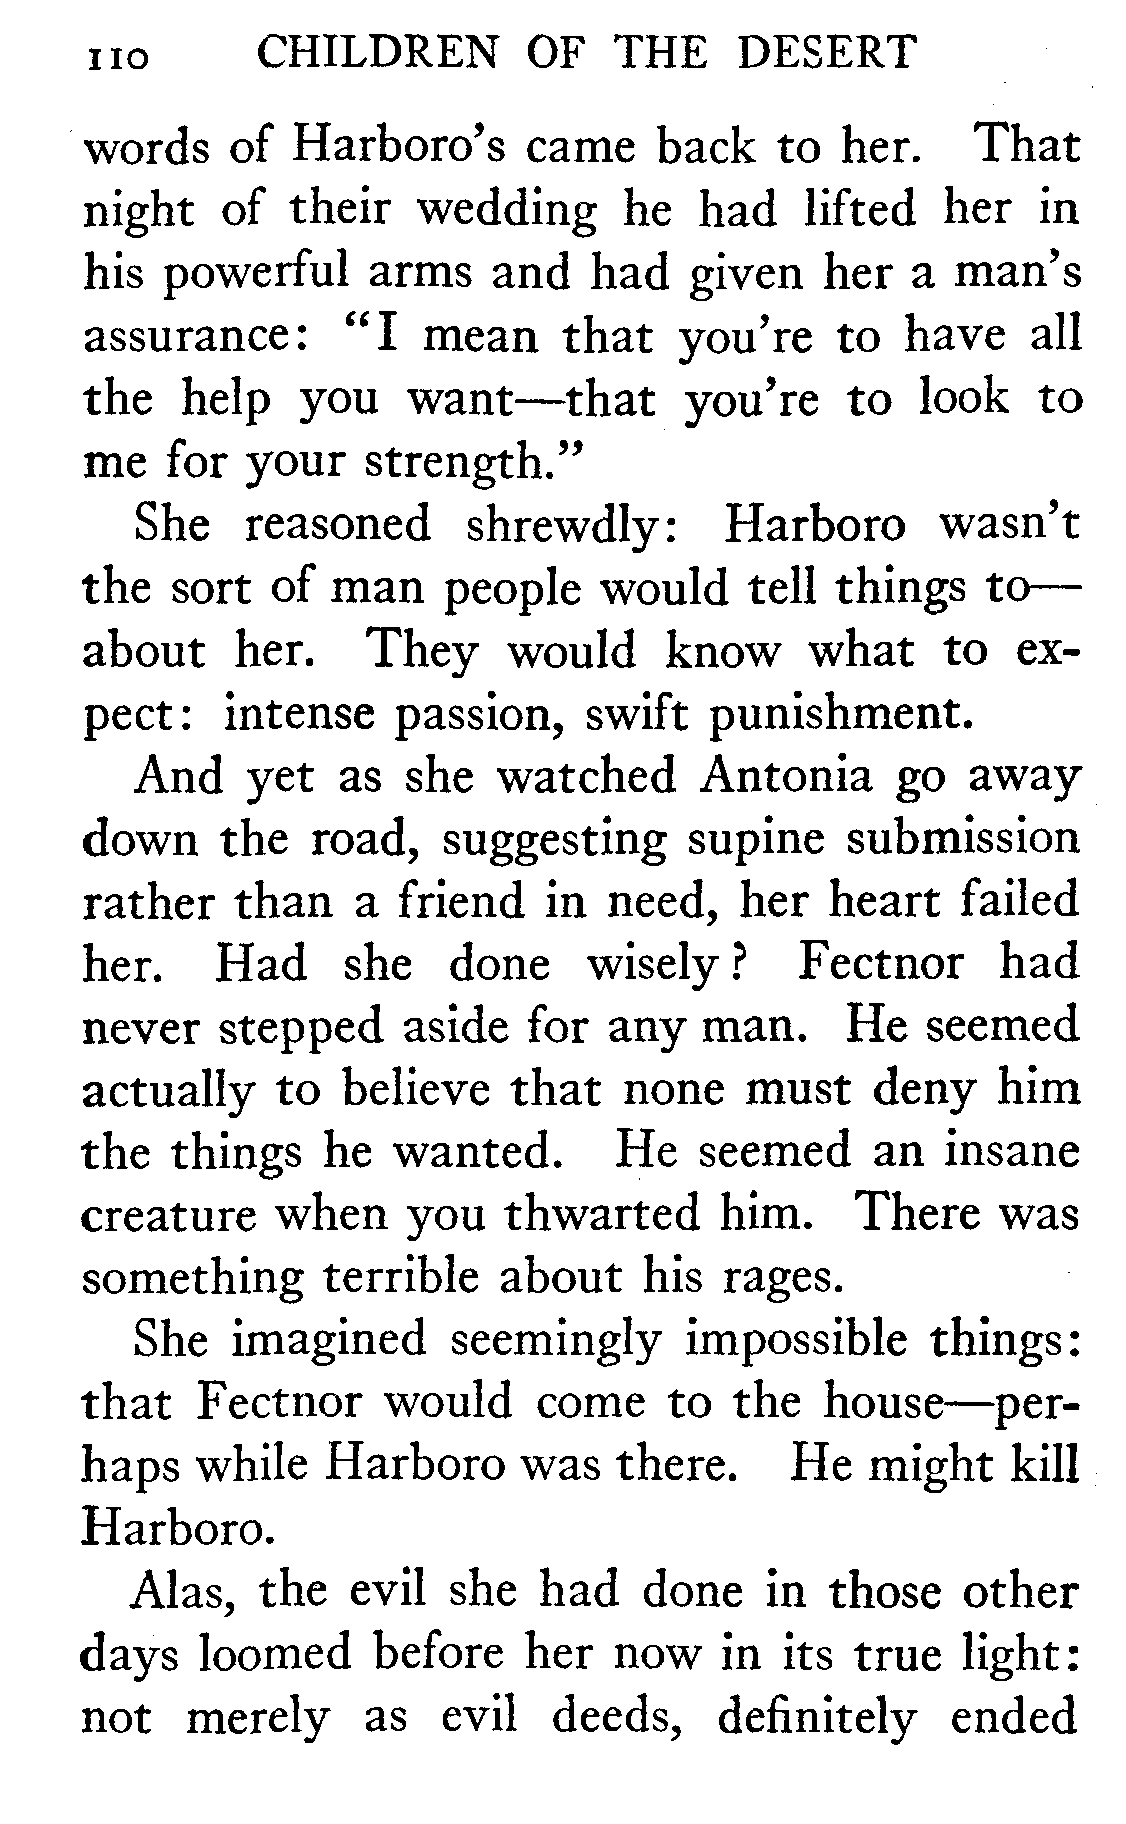 110 CHILDREN OF THE DESERT
words of Harboro's came back to her. That
night of their wedding he had lifted her in
his powerful arms and had given her a man's
assurance: "I mean that you're to have all
the help you want—that you're to look to
me for your strength."
She reasoned shrewdly: Harboro wasn't
the sort of man people would tell things to—
about her. They would know what to ex-
pect: intense passion, swift punishment.
And yet as she watched Antonia go away
down the road, suggesting supine submission
rather than a friend in need, her heart failed
her. Had she done wisely? Fectnor had
never stepped aside for any man. He seemed
actually to believe that none must deny him
the things he wanted. He seemed an insane
creature when you thwarted him. There was
something terrible about his rages.
She imagined seemingly impossible things:
that Fectnor would come to the house—per-
haps while Harboro was there. He might kill
Harboro.
Alas, the evil she had done in those other
days loomed before her now in its true light:
not merely as evil deeds, definitely ended